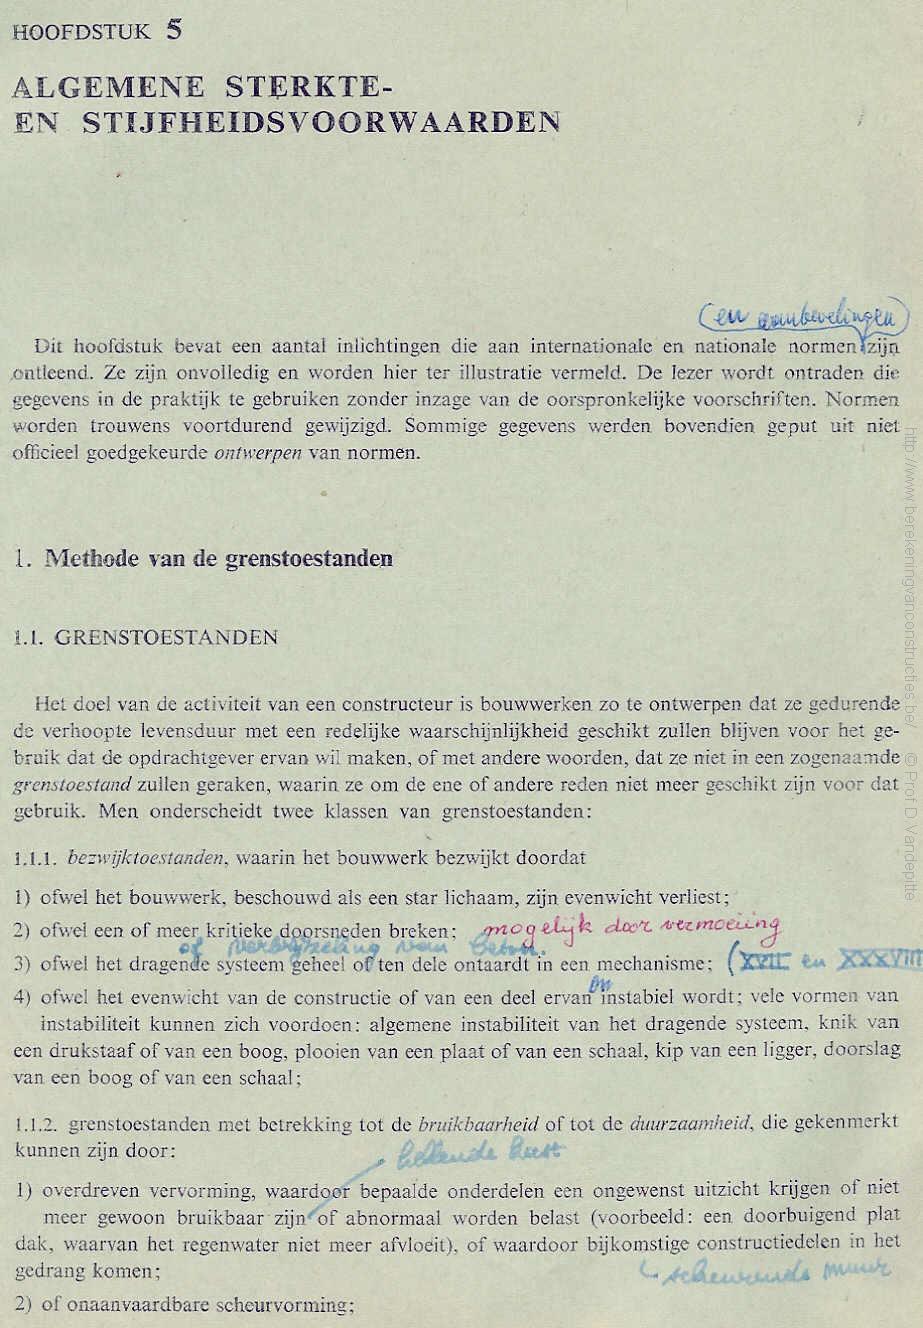 HOOFDSTUK 5
ALGEMENE STERKTE-
EN STIJFHEIDSVOORWAARDEN
(en aanbevelingen)
Dit hoofdstuk bevat een aantal inlichtingen die aan internationale en nationale normen zijn
ontleend. Ze zijn onvolledig en worden hier ter illustratie vermeld. De lezer wordt ontraden die
gegevens in de praktijk te gebruiken zonder inzage van de oorspronkelijke voorschriften. Normen
worden trouwens voortdurend gewijzigd. Sommige gegevens werden bovendien geput uit niet
officieel goedgekeurde ontwerpen van normen.
1. Methode van de grenstoestanden
1.1. GRENSTOESTANDEN
Het doel van de activiteit van een constructeur is bouwwerken zo te ontwerpen dat ze gedurende
de verhoopte levensduur met een redelijke waarschijnlijkheid geschikt zullen blijven voor het ge-
bruik dat de opdrachtgever ervan wil maken, of met andere woorden, dat ze niet in een zogenaamde
grenstoestand zullen geraken, waarin ze om de ene of andere reden niet meer geschikt zijn voor dat
gebruik. Men onderscheidt twee klassen van grenstoestanden:
1.1.1. bezwijktoestanden, waarin het bouwwerk bezwijkt doordat
1) ofwel het bouwwerk, beschouwd als een star lichaam, zijn evenwicht verliest;
2) ofwel een of meer kritieke doorsneden breken; mogelijk door vermoeiing
of verbrijzeling van beton
3) ofwel het dragende systeem geheel of ten dele ontaardt in een mechanisme; (XVII en XXXVIII
on
4) ofwel het evenwicht van de constructie of van een deel ervan instabiel wordt; vele vormen van
instabiliteit kunnen zich voordoen: algemene instabiliteit van het dragende systeem, knik van
een drukstaaf of van een boog, plooien van een plaat of van een schaal, kip van een ligger, doorslag
van een boog of van een schaal;
1.1.2. grenstoestanden met betrekking tot de bruikbaarheid of tot de duurzaamheid, die gekenmerkt
kunnen zijn door:
1) overdreven vervorming, waardoor bepaalde onderdelen een ongewenst uitzicht krijgen of niet
meer gewoon bruikbaar zijn of abnormaal worden belast (voorbeeld: een doorbuigend plat
dak, waarvan het regenwater niet meer afvloeit), of waardoor bijkomstige constructiedelen in het
gedrang komen;
scheurende muur
2) of onaanvaardbare scheurvorming;
http://www.berekeningvanconstructies.be/ © Prof D Vandepitte